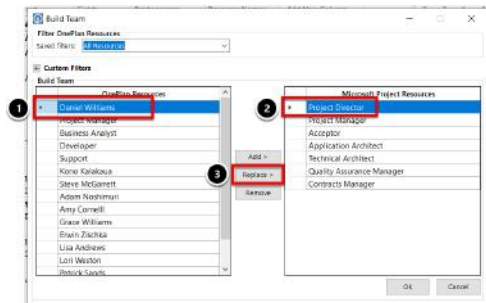 Build Team
Filter OnePlan Resources
Saved filters: All Resources
Custom Filters
Build Team
OnePlan Resources
Microsoft Project Resources
1
Daniel Williams
2
Project Director
Project Manager
Project Manager
Business Analyst
Acceptor
Developer
Application Architect
Support
Add >
Technical Architect
Kono Kalakaua
3
Replace >
Quality Assurance Manager
Steve McGarrett
Contracts Manager
Adam Noshimuri
Remove
Amy Cornelli
Grace Williams
Erwin Zischka
Lisa Andrews
Lori Weston
Patrick Sands
Ok
Cancel